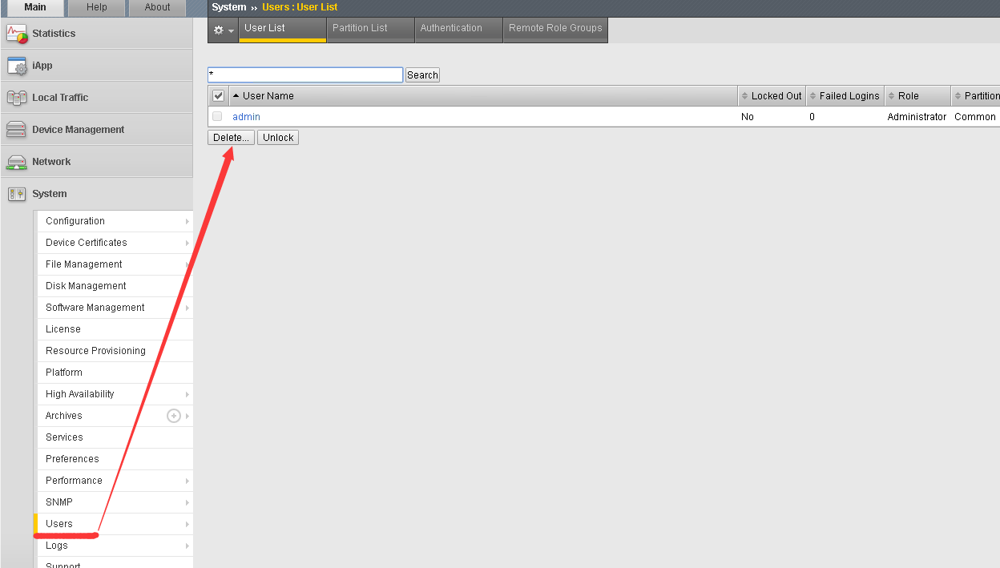 Main Help About
System » Users : User List
User List Partition List Authentication Remote Role Groups
Statistics
iApp
Local Traffic
Device Management
Network
System
Configuration
Device Certificates
File Management
Disk Management
Software Management
License
Resource Provisioning
Platform
High Availability
Archives
Services
Preferences
Performance
SNMP
Users
Logs
Support
* Search
User Name Locked Out Failed Logins Role Partition
admin No 0 Administrator Common
Delete... Unlock